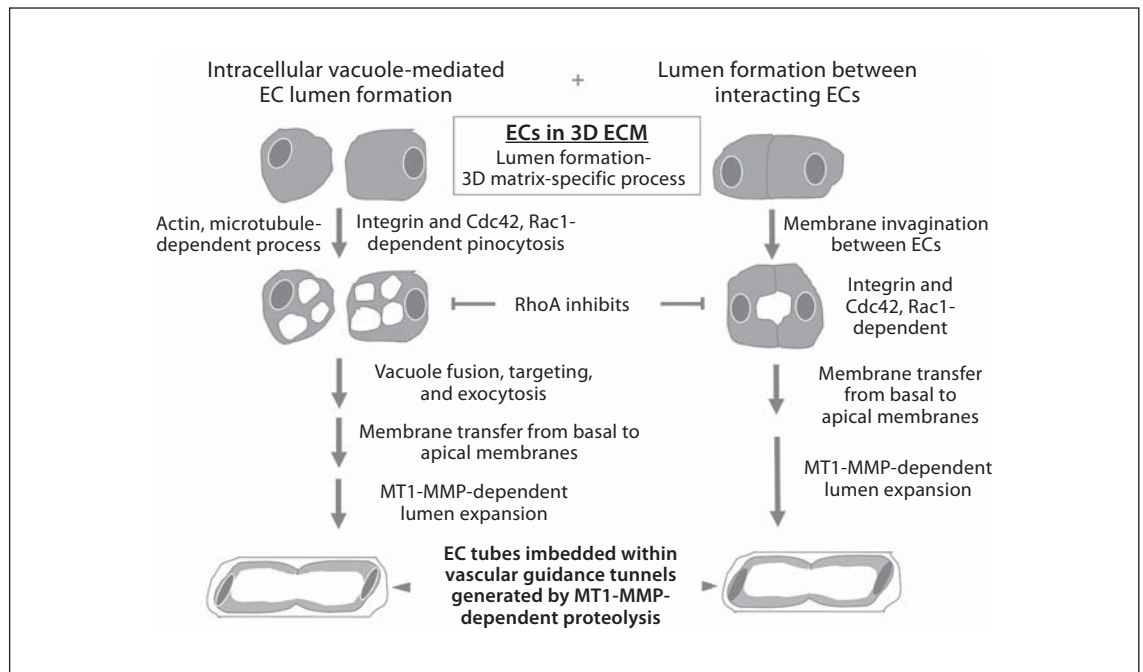 Intracellular vacuole-mediated
EC lumen formation
+
Lumen formation between
interacting ECs
ECs in 3D ECM
Lumen formation-
3D matrix-specific process
Actin, microtubule-
dependent process
Integrin and Cdc42, Rac1-
dependent pinocytosis
Membrane invagination
between ECs
RhoA inhibits
Integrin and
Cdc42, Rac1-
dependent
Vacuole fusion, targeting,
and exocytosis
Membrane transfer from basal to
apical membranes
MT1-MMP-dependent
lumen expansion
Membrane transfer
from basal to
apical membranes
MT1-MMP-dependent
lumen expansion
EC tubes imbedded within
vascular guidance tunnels
generated by MT1-MMP-
dependent proteolysis